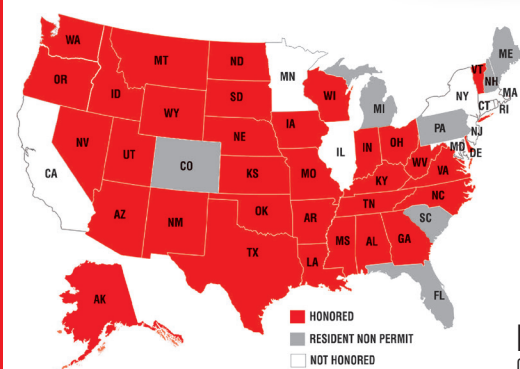 WA
ME
MT
ND
VT
MN
OR
NH
ID
SD
WI
NY
MA
MI
CT
RI
WY
IA
PA
NE
NJ
NV
OH
MD
DE
IL
IN
UT
CO
WV
CA
KS
MO
VA
KY
NC
TN
OK
AZ
NM
AR
SC
MS
AL
GA
TX
LA
AK
FL
HONORED
RESIDENT NON PERMIT
NOT HONORED